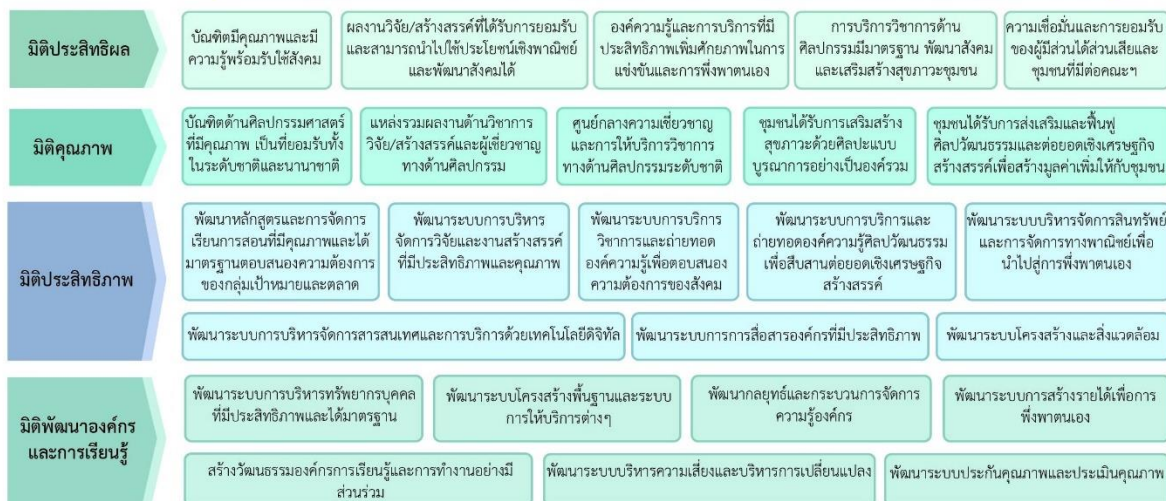 มิติประสิทธิผล
บัณฑิตมีคุณภาพและมี
ความรู้พร้อมรับใช้สังคม
ผลงานวิจัย/สร้างสรรค์ที่ได้รับการยอมรับ
และสามารถนำไปใช้ประโยชน์เชิงพาณิชย์
และพัฒนาสังคมได้
องค์ความรู้และการบริการที่มี
ประสิทธิภาพเพิ่มศักยภาพในการ
แข่งขันและการพึ่งพาตนเอง
การบริการวิชาการด้าน
ศิลปกรรมมีมาตรฐาน พัฒนาสังคม
และเสริมสร้างสุขภาวะชุมชน
ความเชื่อมั่นและการยอมรับ
ของผู้มีส่วนได้ส่วนเสียและ
ชุมชนที่มีต่อคณะฯ
มิติคุณภาพ
บัณฑิตด้านศิลปกรรมศาสตร์
ที่มีคุณภาพ เป็นที่ยอมรับทั้ง
ในระดับชาติและนานาชาติ
แหล่งรวมผลงานด้านวิชาการ
วิจัย/สร้างสรรค์และผู้เชี่ยวชาญ
ทางด้านศิลปกรรม
ศูนย์กลางความเชี่ยวชาญ
และการให้บริการวิชาการ
ทางด้านศิลปกรรมระดับชาติ
ชุมชนได้รับการเสริมสร้าง
สุขภาวะด้วยศิลปะแบบ
บูรณาการอย่างเป็นองค์รวม
ชุมชนได้รับการส่งเสริมและฟื้นฟู
ศิลปวัฒนธรรมและต่อยอดเชิงเศรษฐกิจ
สร้างสรรค์เพื่อสร้างมูลค่าเพิ่มให้กับชุมชน
มิติประสิทธิภาพ
พัฒนาหลักสูตรและการจัดการ
เรียนการสอนที่มีคุณภาพและได้
มาตรฐานตอบสนองความต้องการ
ของกลุ่มเป้าหมายและตลาด
พัฒนาระบบการบริหาร
จัดการวิจัยและงานสร้างสรรค์
ที่มีประสิทธิภาพและคุณภาพ
พัฒนาระบบการบริการ
วิชาการและถ่ายทอด
องค์ความรู้เพื่อตอบสนอง
ความต้องการของสังคม
พัฒนาระบบการบริการและ
ถ่ายทอดองค์ความรู้ศิลปวัฒนธรรม
เพื่อสืบสานต่อยอดเชิงเศรษฐกิจ
สร้างสรรค์
พัฒนาระบบบริหารจัดการสินทรัพย์
และการจัดการทางพาณิชย์เพื่อ
นำไปสู่การพึ่งพาตนเอง
พัฒนาระบบการบริหารจัดการสารสนเทศและการบริการด้วยเทคโนโลยีดิจิทัล
พัฒนาระบบการการสื่อสารองค์กรที่มีประสิทธิภาพ
พัฒนาระบบโครงสร้างและสิ่งแวดล้อม
มิติพัฒนาองค์กร
และการเรียนรู้
พัฒนาระบบการบริหารทรัพยากรบุคคล
ที่มีประสิทธิภาพและได้มาตรฐาน
พัฒนาระบบโครงสร้างพื้นฐานและระบบ
การให้บริการต่างๆ
พัฒนากลยุทธ์และกระบวนการจัดการ
ความรู้องค์กร
พัฒนาระบบการสร้างรายได้เพื่อการ
พึ่งพาตนเอง
สร้างวัฒนธรรมองค์กรการเรียนรู้และการทำงานอย่างมี
ส่วนร่วม
พัฒนาระบบบริหารความเสี่ยงและบริหารการเปลี่ยนแปลง
พัฒนาระบบประกันคุณภาพและประเมินคุณภาพ